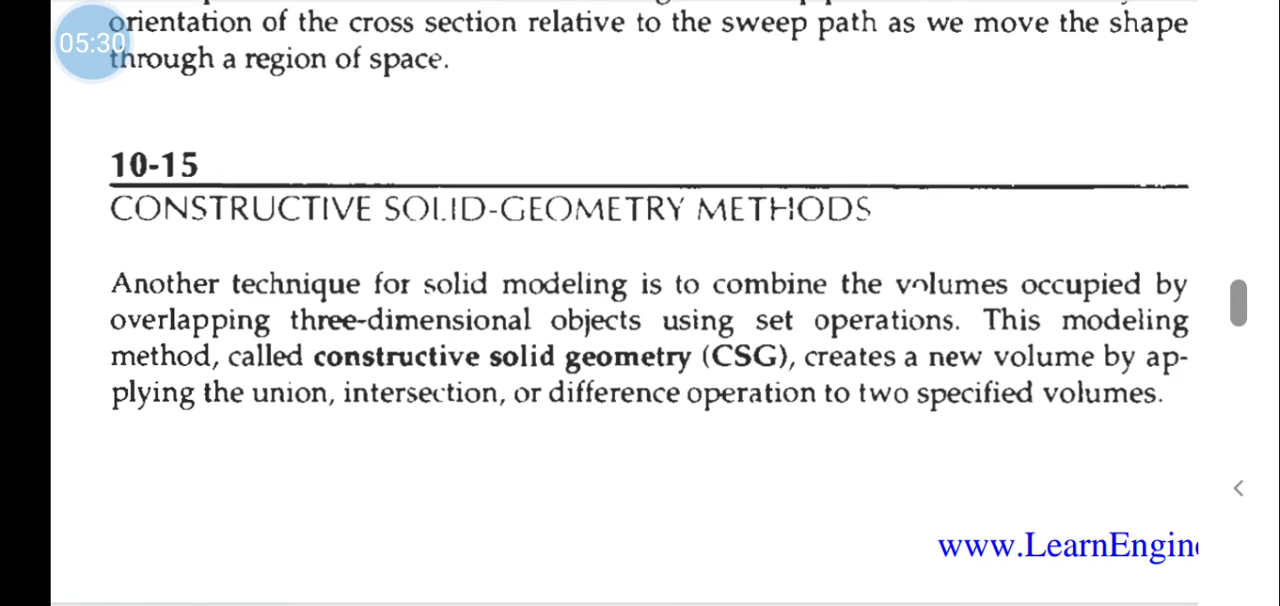 orientation of the cross section relative to the sweep path as we move the shape
05:30
through a region of space.
10-15
CONSTRUCTIVE SOLID-GEOMETRY METHODS
Another technique for solid modeling is to combine the volumes occupied by
overlapping three-dimensional objects using set operations. This modeling
method, called constructive solid geometry (CSG), creates a new volume by ap-
plying the union, intersection, or difference operation to two specified volumes.
www.LearnEngin